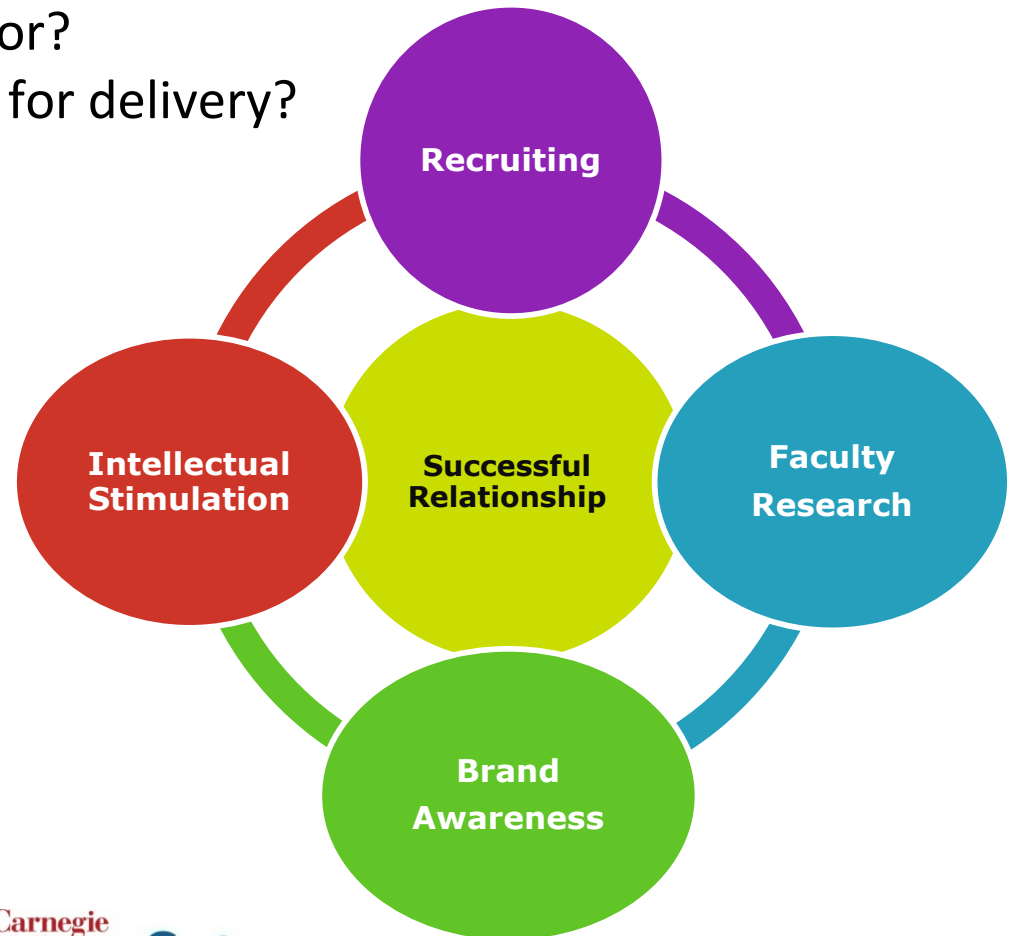 or?
for delivery?
Recruiting
Intellectual
Stimulation
Successful
Relationship
Faculty
Research
Brand
Awareness
Carnegie